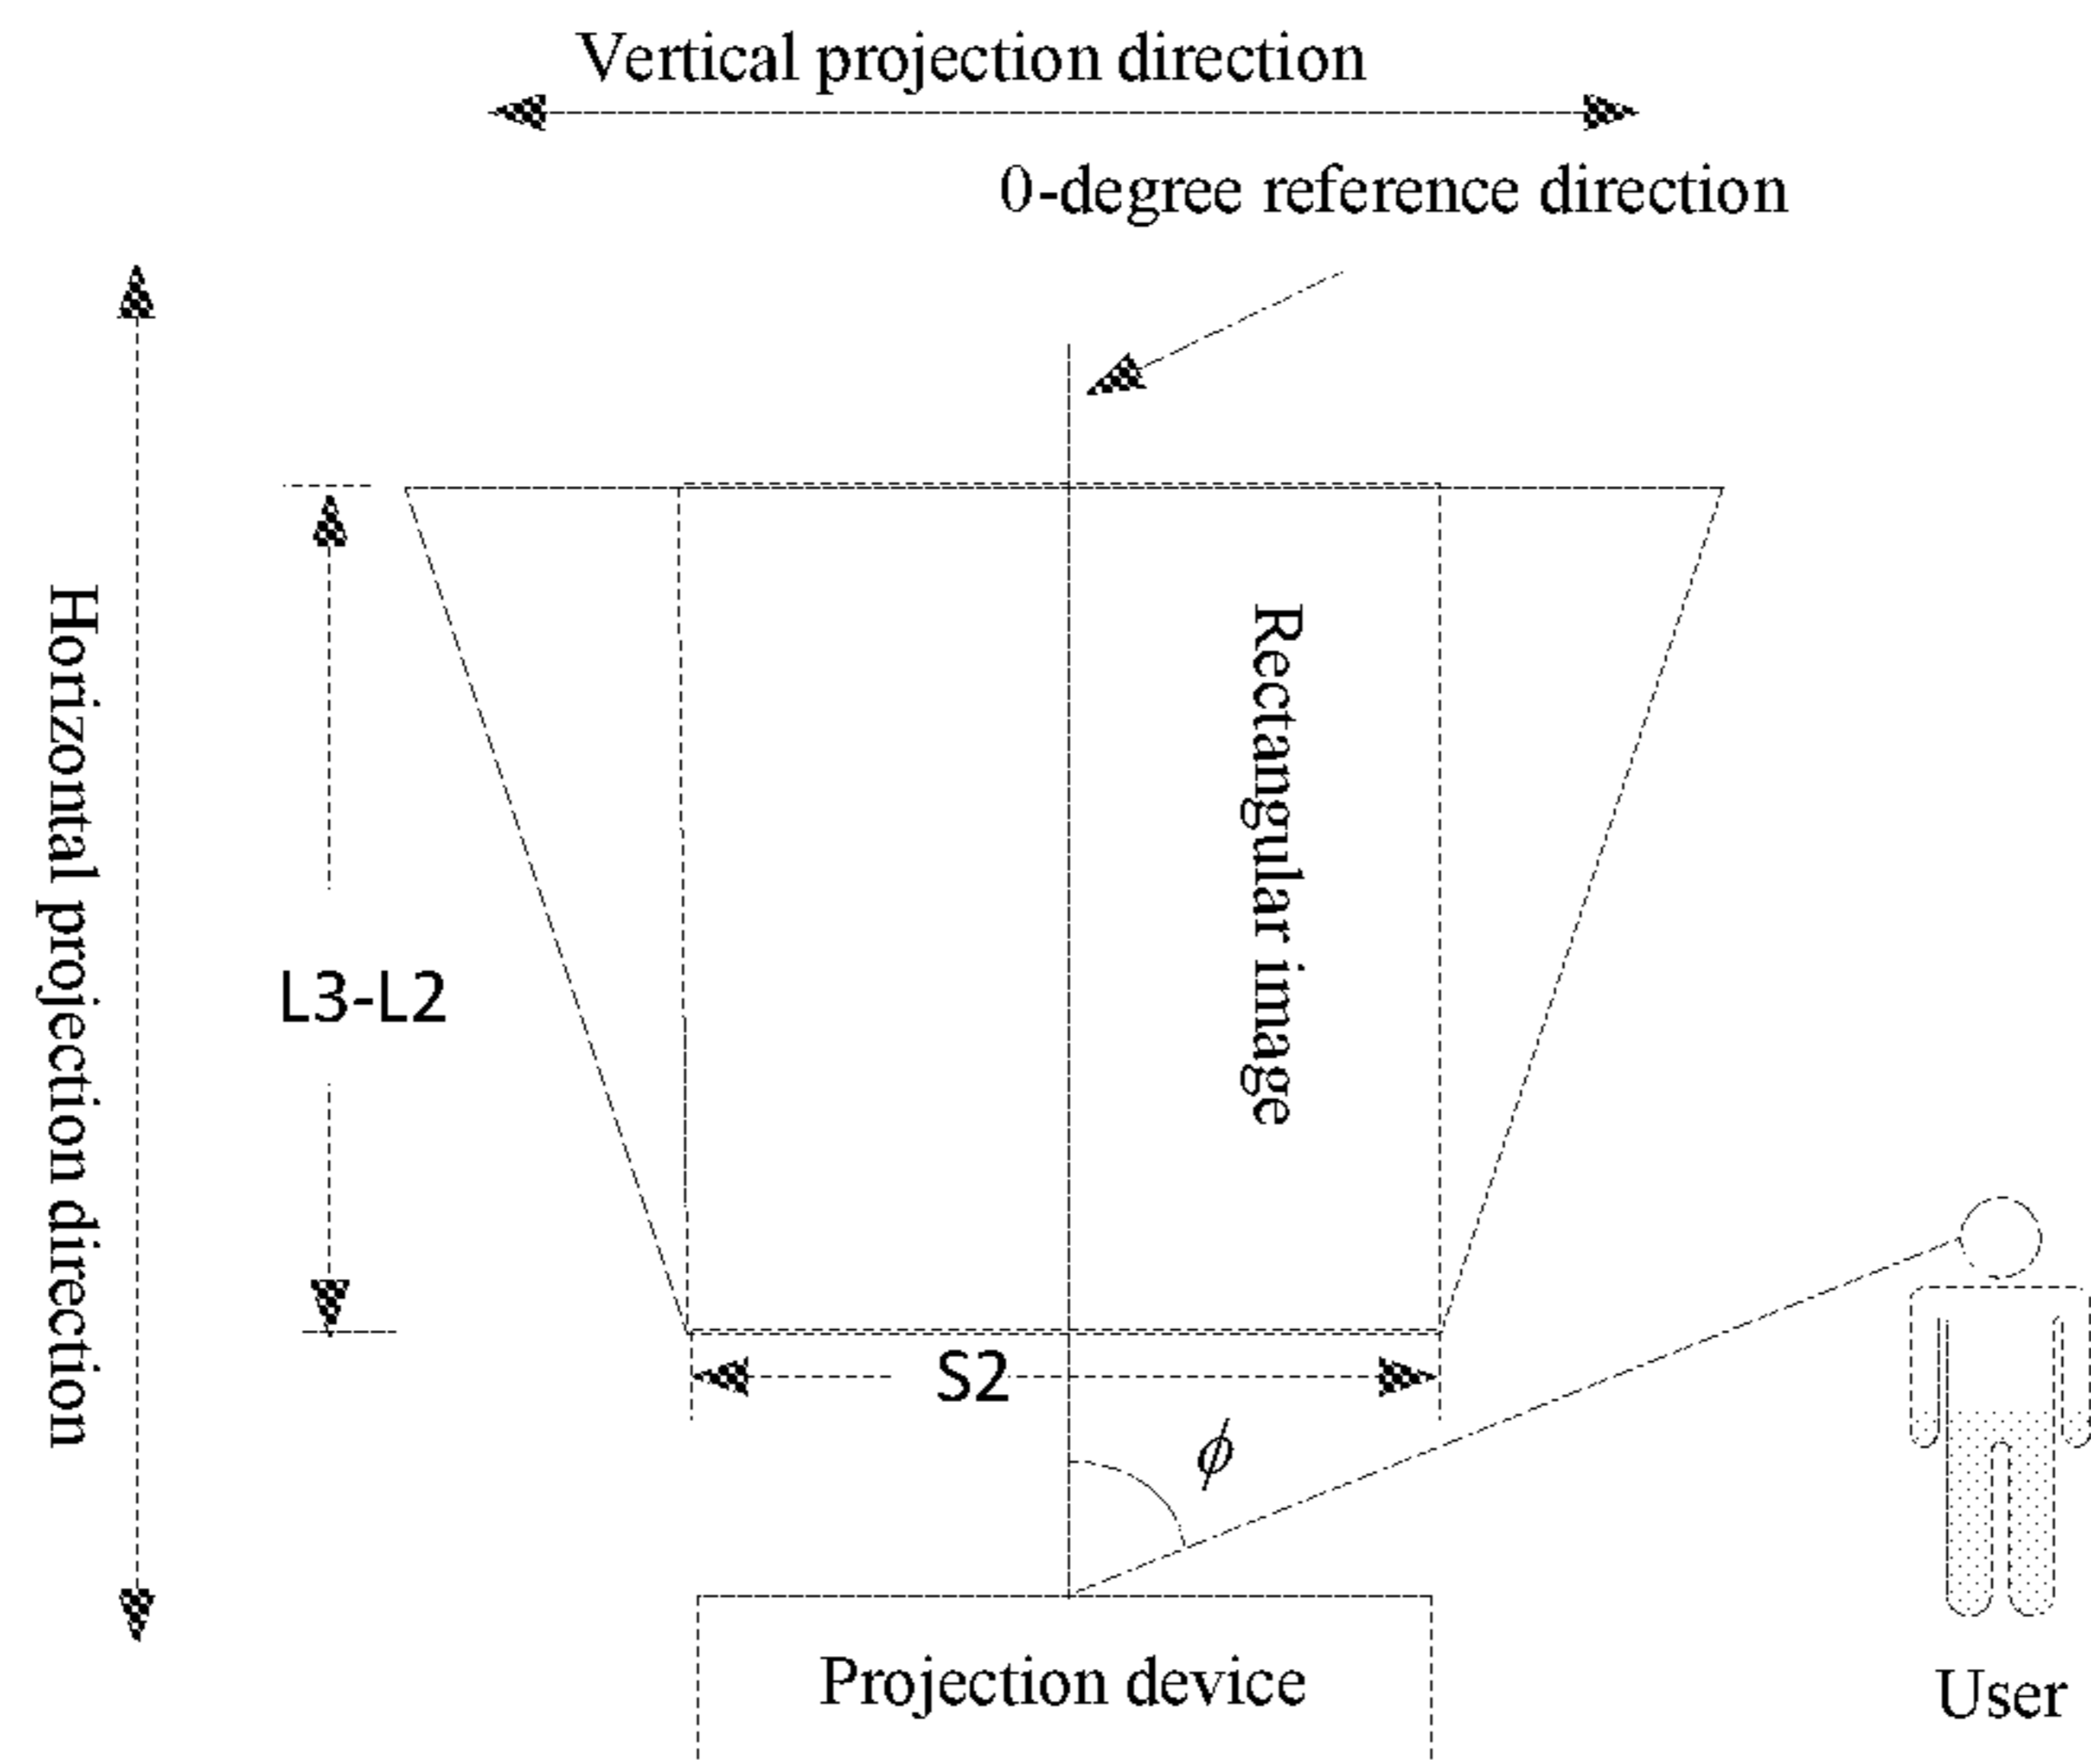 Vertical projection direction
0-degree reference direction
Horizontal projection direction
Rectangular image
L3-L2
S2
ϕ
Projection device
User